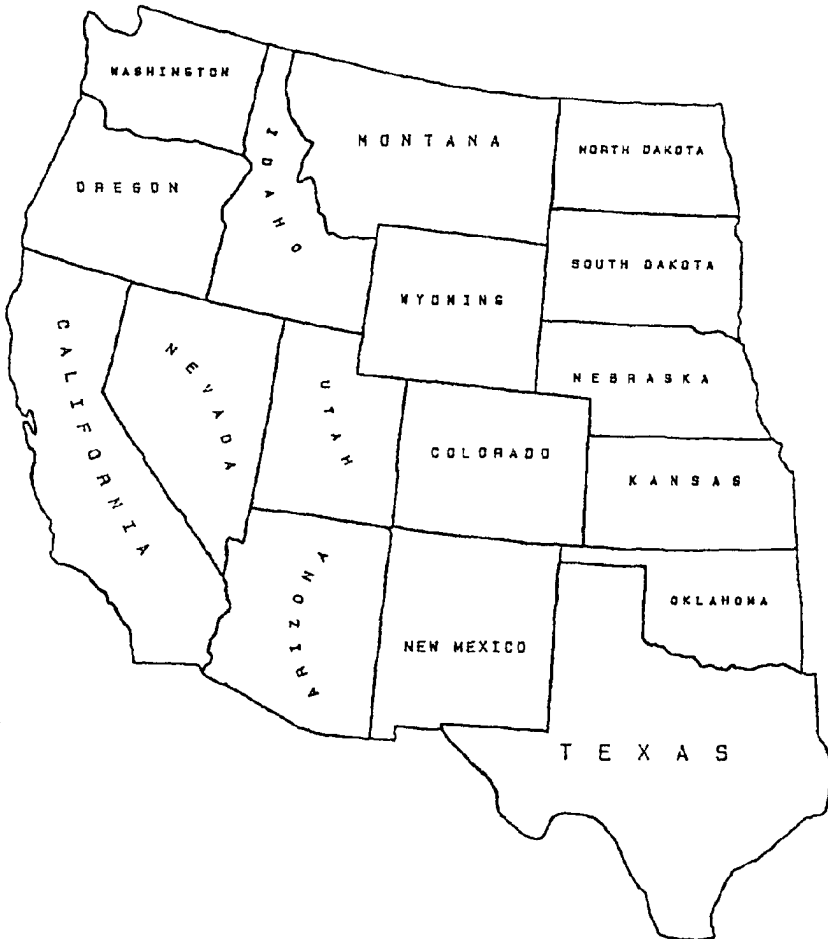 WASHINGTON
MONTANA
NORTH DAKOTA
IDAHO
OREGON
SOUTH DAKOTA
WYOMING
CALIFORNIA
NEVADA
UTAH
NEBRASKA
COLORADO
KANSAS
ARIZONA
NEW MEXICO
OKLAHOMA
TEXAS